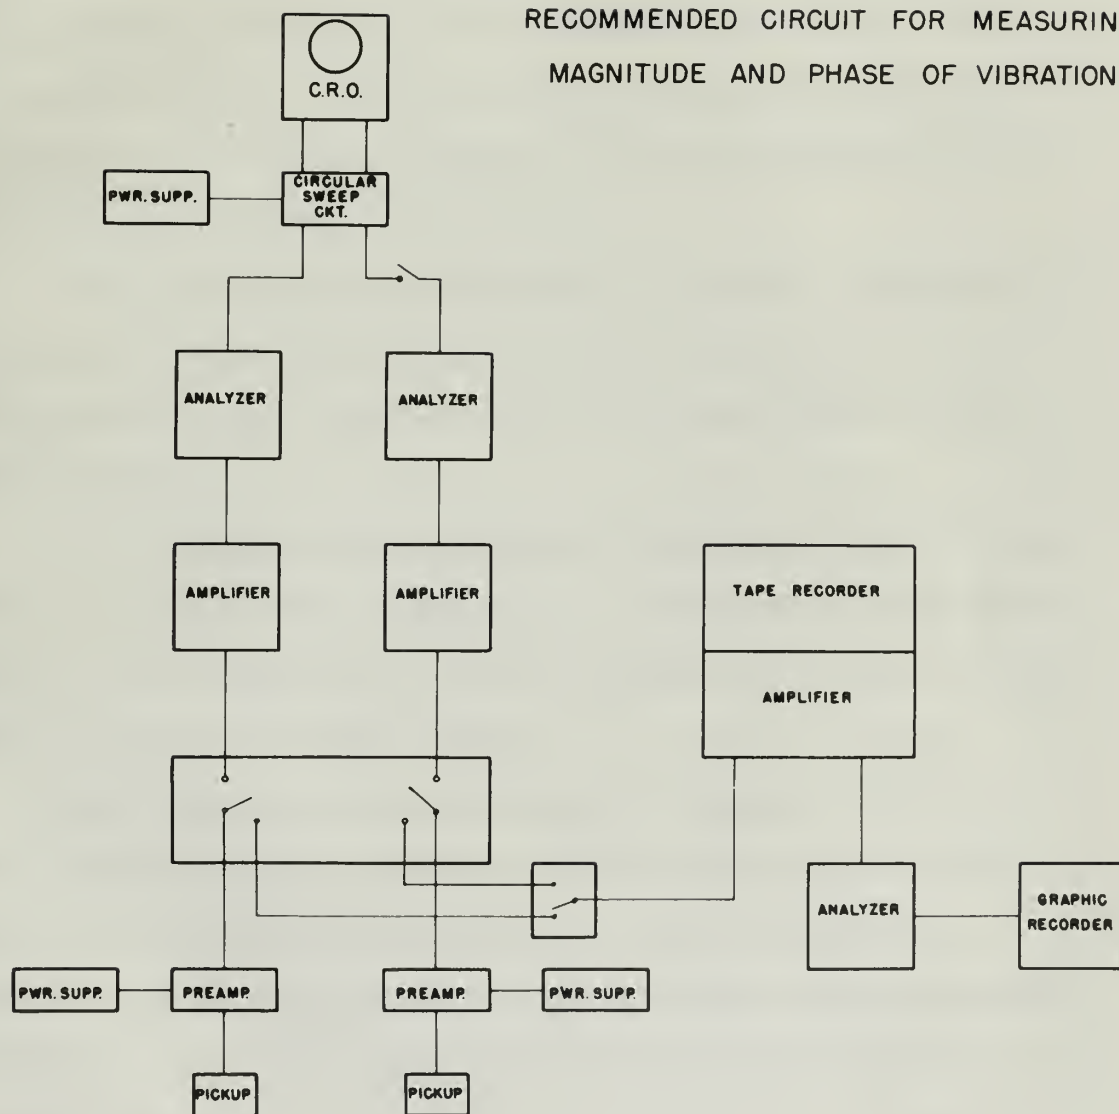 RECOMMENDED CIRCUIT FOR MEASURIN
MAGNITUDE AND PHASE OF VIBRATION
C.R.O.
PWR. SUPP.
CIRCULAR
SWEEP
CKT.
ANALYZER
ANALYZER
AMPLIFIER
AMPLIFIER
TAPE RECORDER
AMPLIFIER
ANALYZER
GRAPHIC
RECORDER
PWR. SUPP.
PREAMP.
PREAMP.
PWR. SUPP.
PICKUP
PICKUP